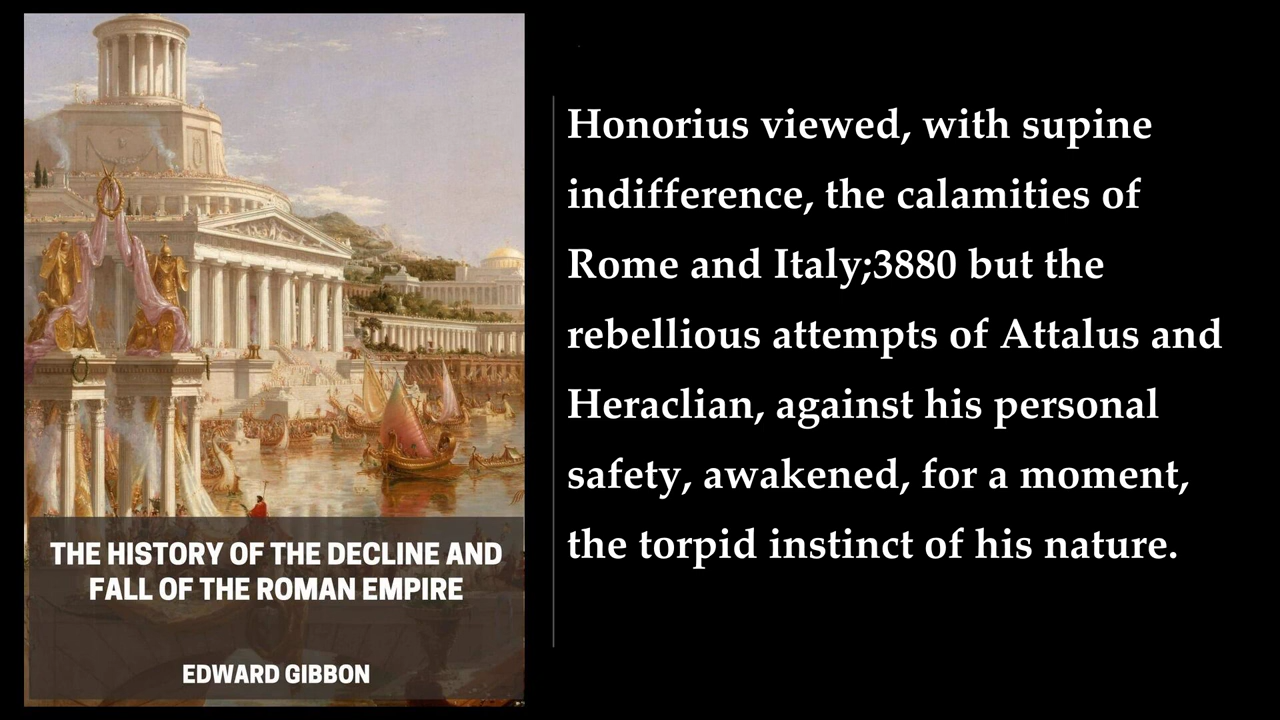 THE HISTORY OF THE DECLINE AND
FALL OF THE ROMAN EMPIRE
EDWARD GIBBON
Honorius viewed, with supine
indifference, the calamities of
Rome and Italy;3880 but the
rebellious attempts of Attalus and
Heraclian, against his personal
safety, awakened, for a moment,
the torpid instinct of his nature.